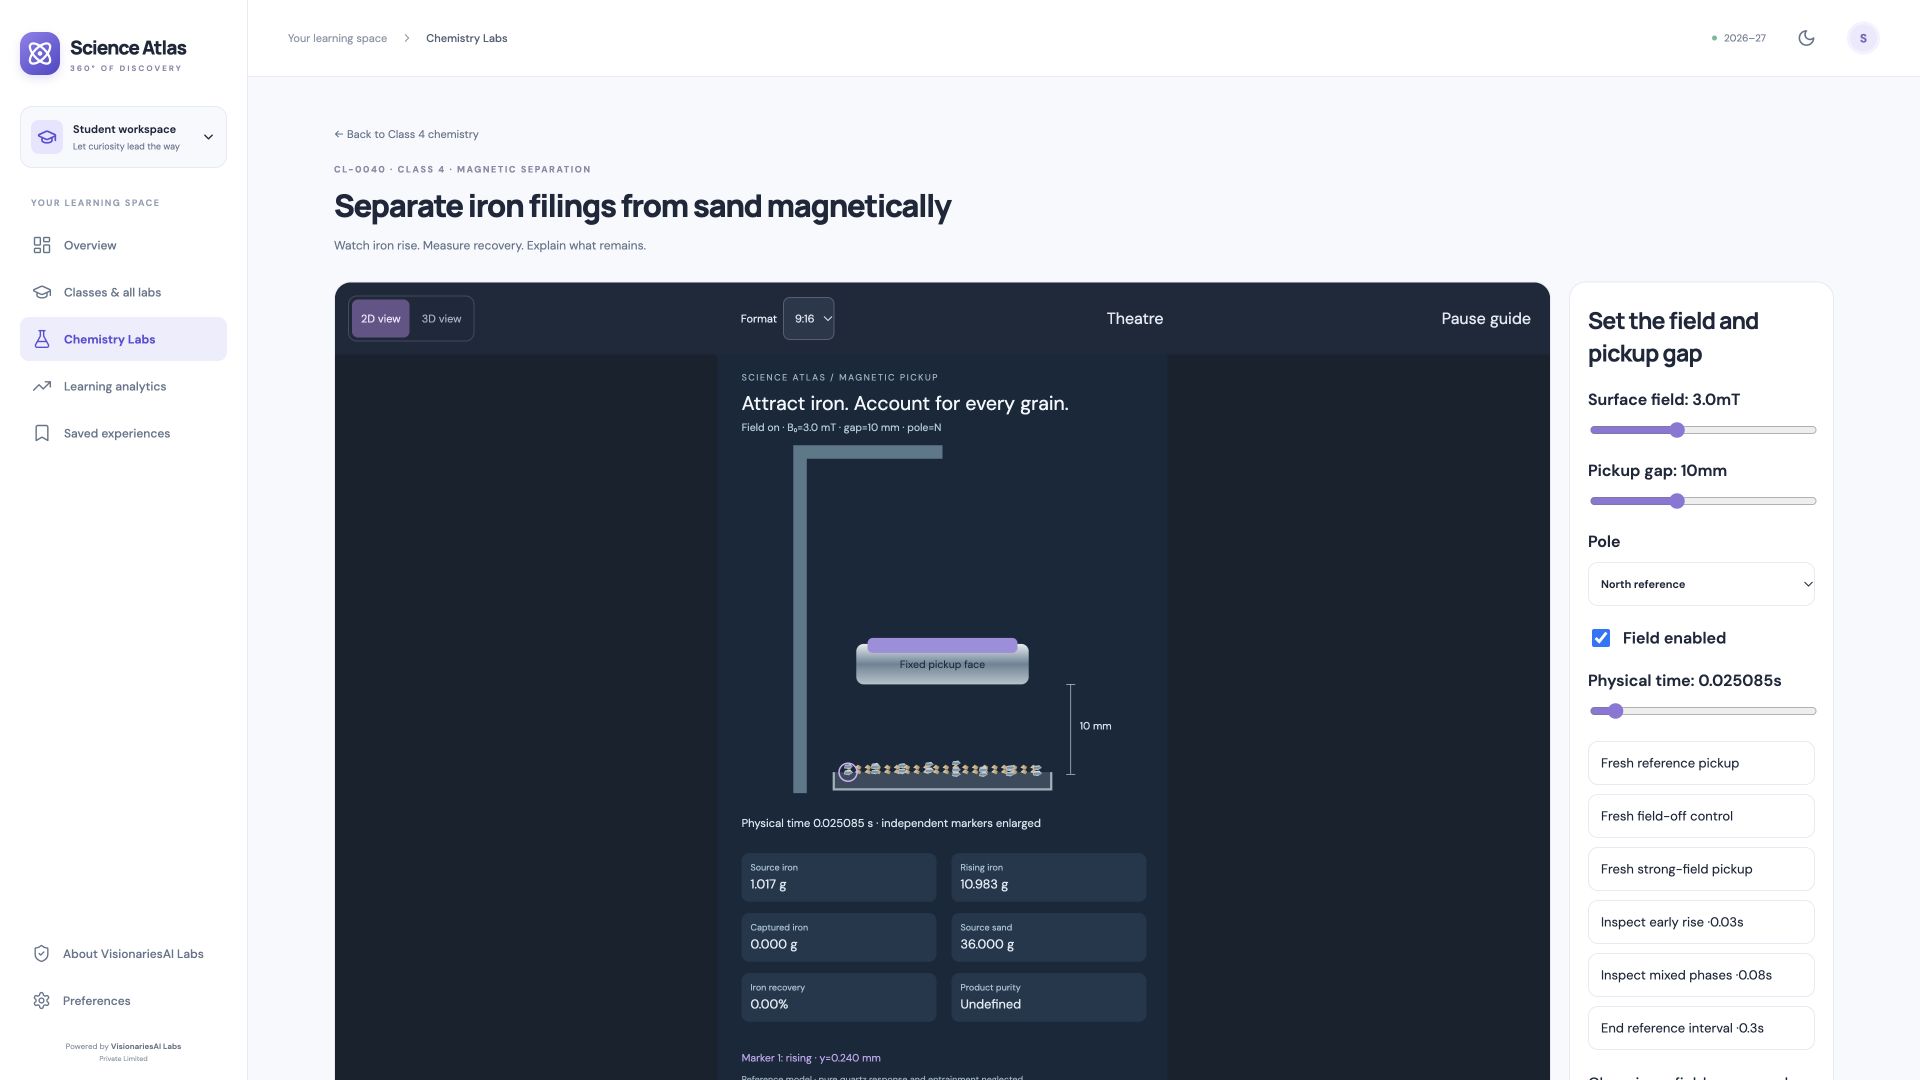 Science Atlas
360° OF DISCOVERY
Student workspace
Let curiosity lead the way
YOUR LEARNING SPACE
Overview
Classes & all labs
Chemistry Labs
Learning analytics
Saved experiences
About VisionariesAI Labs
Preferences
Powered by VisionariesAI Labs
Private Limited
Your learning space
Chemistry Labs
2026–27
S
← Back to Class 4 chemistry
CL-0040 · CLASS 4 · MAGNETIC SEPARATION
Separate iron filings from sand magnetically
Watch iron rise. Measure recovery. Explain what remains.
2D view
3D view
Format
9:16
Theatre
Pause guide
SCIENCE ATLAS / MAGNETIC PICKUP
Attract iron. Account for every grain.
Field on · B₀=3.0 mT · gap=10 mm · pole=N
Fixed pickup face
10 mm
Physical time 0.025085 s · independent markers enlarged
Source iron
1.017 g
Rising iron
10.983 g
Captured iron
0.000 g
Source sand
36.000 g
Iron recovery
0.00%
Product purity
Undefined
Marker 1: rising · y=0.240 mm
Reference model · pure quartz response and entrainment neglected
Set the field and
pickup gap
Surface field: 3.0mT
Pickup gap: 10mm
Pole
North reference
Field enabled
Physical time: 0.025085s
Fresh reference pickup
Fresh field-off control
Fresh strong-field pickup
Inspect early rise ·0.03s
Inspect mixed phases ·0.08s
End reference interval ·0.3s